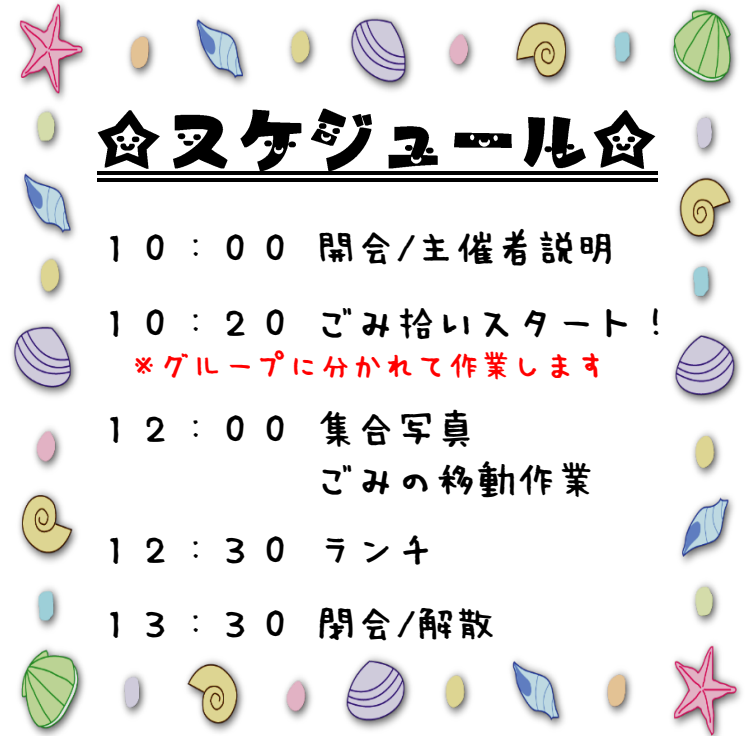 ☆スケジュール☆
10：00 開会/主催者説明
10：20 ごみ拾いスタート！
※グループに分かれて作業します
12：00 集合写真
ごみの移動作業
12：30 ランチ
13：30 閉会/解散